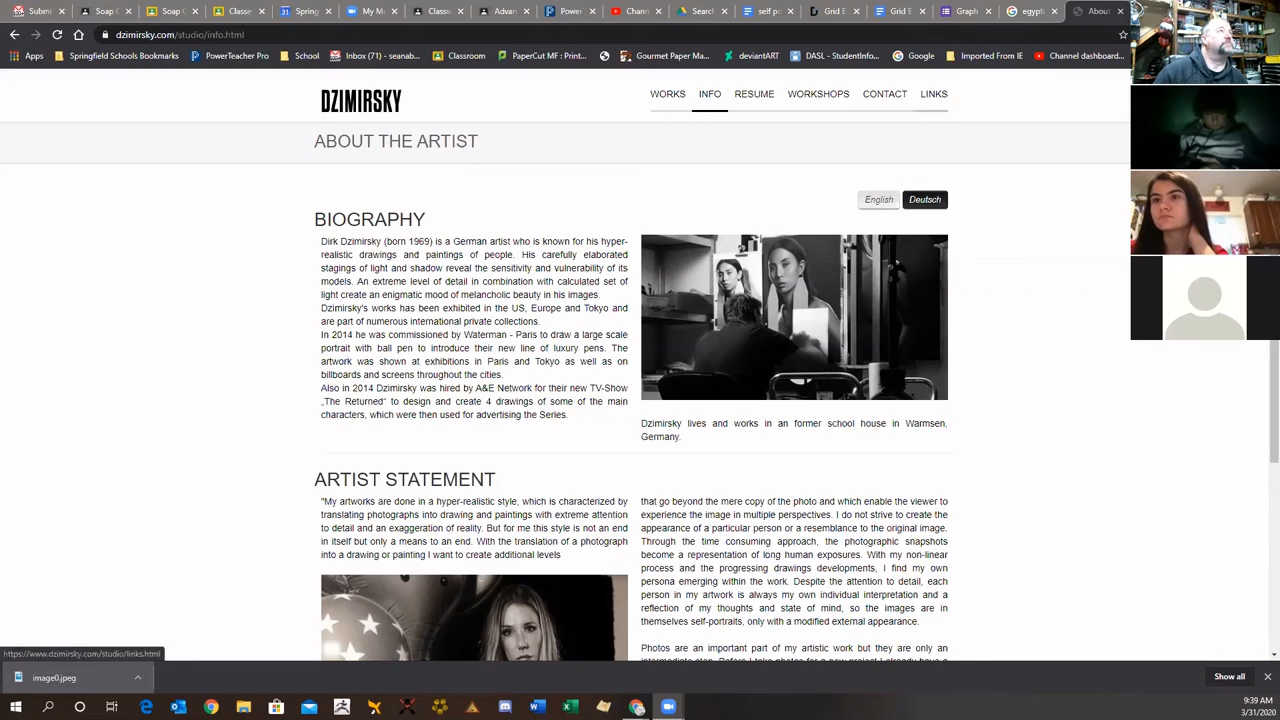 Submi
Soap C
Soap C
Classe
Spring
My M
Classw
Advan
Power
Chann
Search
self po
Grid E
Grid E
Graph
egypti
About
dzimirsky.com/studio/info.html
Apps
Springfield Schools Bookmarks
PowerTeacher Pro
School
Inbox (71) - seanab...
Classroom
PaperCut MF : Print...
Gourmet Paper Ma...
deviantART
DASL - StudentInfo...
Google
Imported From IE
Channel dashboard...
DZIMIRSKY
WORKS INFO RESUME WORKSHOPS CONTACT LINKS
ABOUT THE ARTIST
English Deutsch
BIOGRAPHY
Dirk Dzimirsky (born 1969) is a German artist who is known for his hyper-
realistic drawings and paintings of people. His carefully elaborated
stagings of light and shadow reveal the sensitivity and vulnerability of its
models. An extreme level of detail in combination with calculated set of
light create an enigmatic mood of melancholic beauty in his images.
Dzimirsky's works has been exhibited in the US, Europe and Tokyo and
are part of numerous international private collections.
In 2014 he was commissioned by Waterman - Paris to draw a large scale
portrait with ball pen to introduce their new line of luxury pens. The
artwork was shown at exhibitions in Paris and Tokyo as well as on
billboards and screens throughout the cities.
Also in 2014 Dzimirsky was hired by A&E Network for their new TV-Show
„The Returned“ to design and create 4 drawings of some of the main
characters, which were then used for advertising the Series.
Dzimirsky lives and works in an former school house in Warmsen,
Germany.
ARTIST STATEMENT
"My artworks are done in a hyper-realistic style, which is characterized by
translating photographs into drawing and paintings with extreme attention
to detail and an exaggeration of reality. But for me this style is not an end
in itself but only a means to an end. With the translation of a photograph
into a drawing or painting I want to create additional levels
that go beyond the mere copy of the photo and which enable the viewer to
experience the image in multiple perspectives. I do not strive to create the
appearance of a particular person or a resemblance to the original image.
Through the time consuming approach, the photographic snapshots
become a representation of long human exposures. With my non-linear
process and the progressing drawings developments, I find my own
persona emerging within the work. Despite the attention to detail, each
person in my artwork is always my own individual interpretation and a
reflection of my thoughts and state of mind, so the images are in
themselves self-portraits, only with a modified external appearance.
Photos are an important part of my artistic work but they are only an
https://www.dzimirsky.com/studio/links.html
image0.jpeg
Show all
9:39 AM
3/31/2020